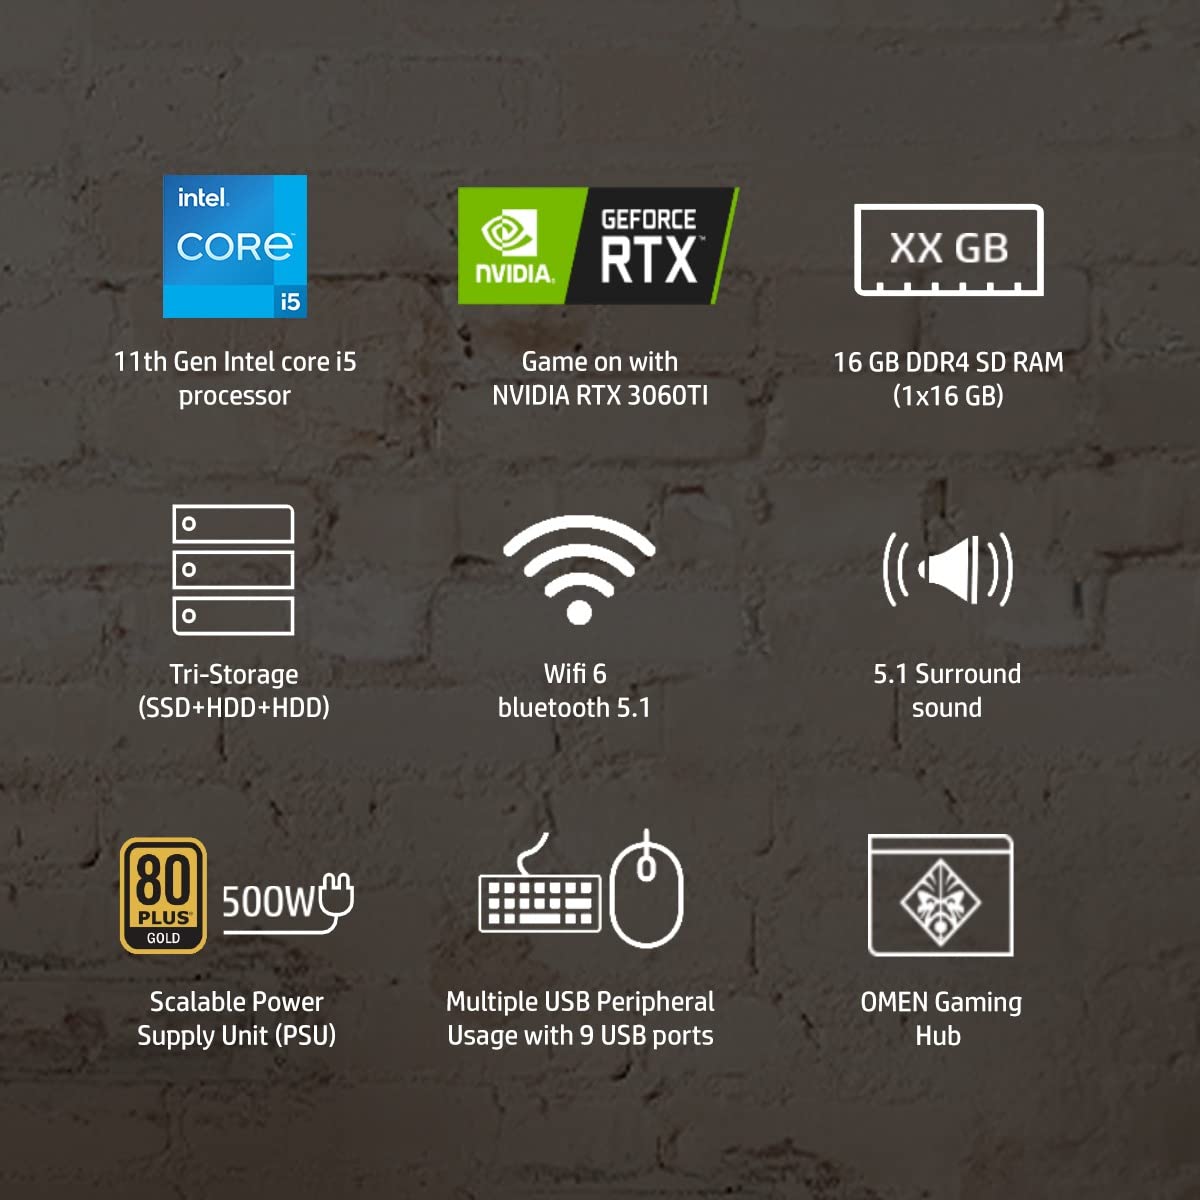 intel.
CORE™
i5
11th Gen Intel core i5
processor
NVIDIA.
GEFORCE
RTX™
Game on with
NVIDIA RTX 3060TI
XX GB
16 GB DDR4 SD RAM
(1x16 GB)
Tri-Storage
(SSD+HDD+HDD)
Wifi 6
bluetooth 5.1
5.1 Surround
sound
80
PLUS
GOLD
500W
Scalable Power
Supply Unit (PSU)
Multiple USB Peripheral
Usage with 9 USB ports
OMEN Gaming
Hub